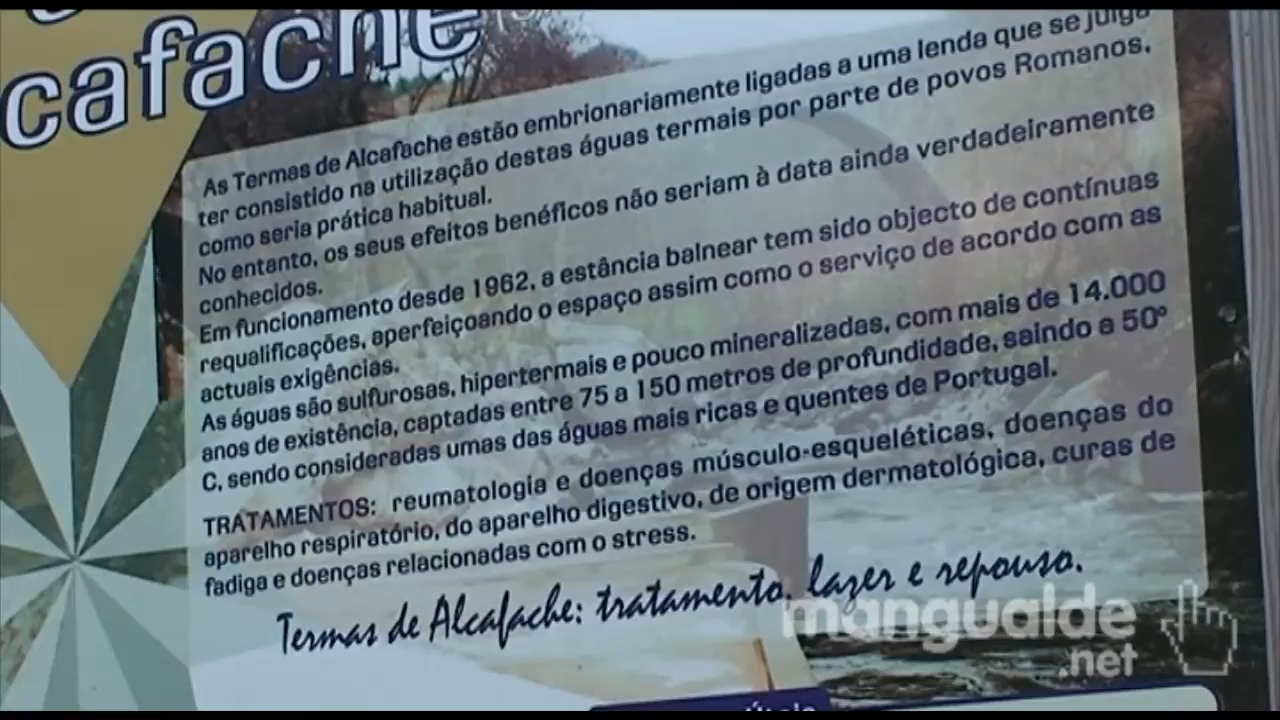 cafache
As Termas de Alcafache estão embrionariamente ligadas a uma lenda que se julga
ter consistido na utilização destas águas termais por parte de povos Romanos,
como seria prática habitual.
No entanto, os seus efeitos benéficos não seriam à data ainda verdadeiramente
conhecidos.
Em funcionamento desde 1962, a estância balnear tem sido objecto de contínuas
requalificações, aperfeiçoando o espaço assim como o serviço de acordo com as
actuais exigências.
As águas são sulfurosas, hipertermais e pouco mineralizadas, com mais de 14.000
anos de existência, captadas entre 75 a 150 metros de profundidade, saindo a 50º
C, sendo consideradas umas das águas mais ricas e quentes de Portugal.
TRATAMENTOS: reumatologia e doenças músculo-esqueléticas, doenças do
aparelho respiratório, do aparelho digestivo, de origem dermatológica, curas de
fadiga e doenças relacionadas com o stress.
Termas de Alcafache: tratamento, lazer e repouso.
mangualde
.net